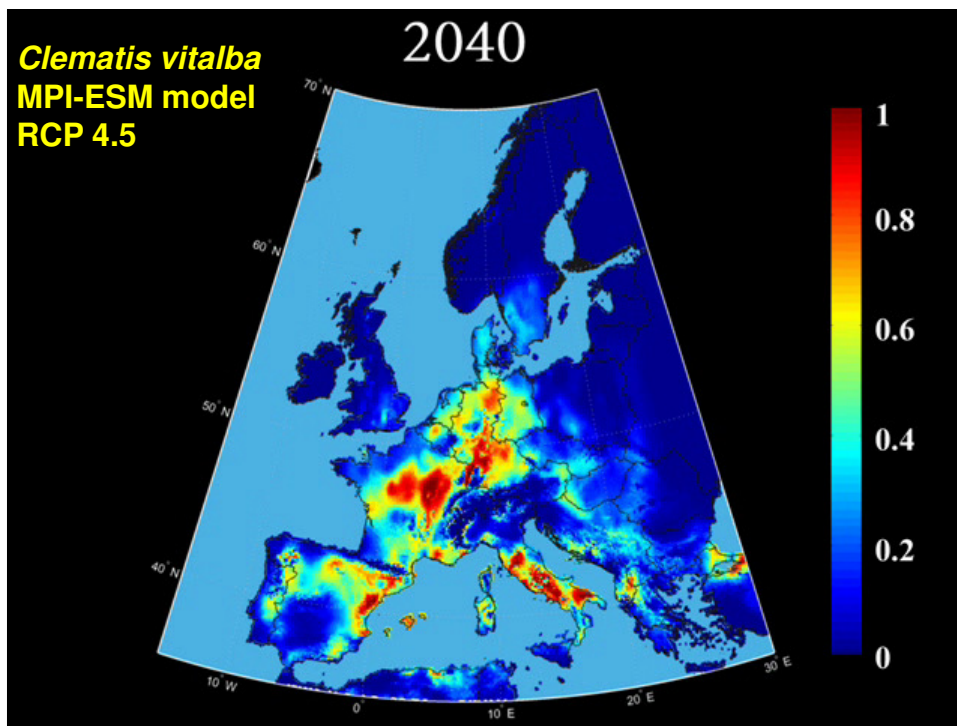 2040
Clematis vitalba
MPI-ESM model
RCP 4.5
70° N
60° N
50° N
40° N
10° W
0°
10° E
20° E
30° E
1
0.8
0.6
0.4
0.2
0